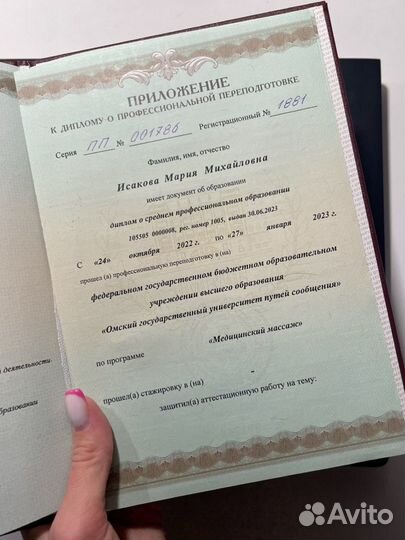 ПРИЛОЖЕНИЕ
К ДИПЛОМУ О ПРОФЕССИОНАЛЬНОЙ ПЕРЕПОДГОТОВКЕ
Серия ПП № 001786 Регистрационный № 1881
Фамилия, имя, отчество
Исакова Мария Михайловна
имеет документ об образовании
диплом о среднем профессиональном образовании
105505 0000008, рег. номер 1005, выдан 30.06.2023
С «24» октября 2022 г. по «27» января 2023 г.
прошел (а) профессиональную переподготовку в (на)
федеральном государственном бюджетном образовательном
учреждении высшего образования
«Омский государственный университет путей сообщения»
по программе «Медицинский массаж»
прошел(а) стажировку в (на) -
защитил(а) аттестационную работу на тему:
й деятельности.
бразовании
Avito